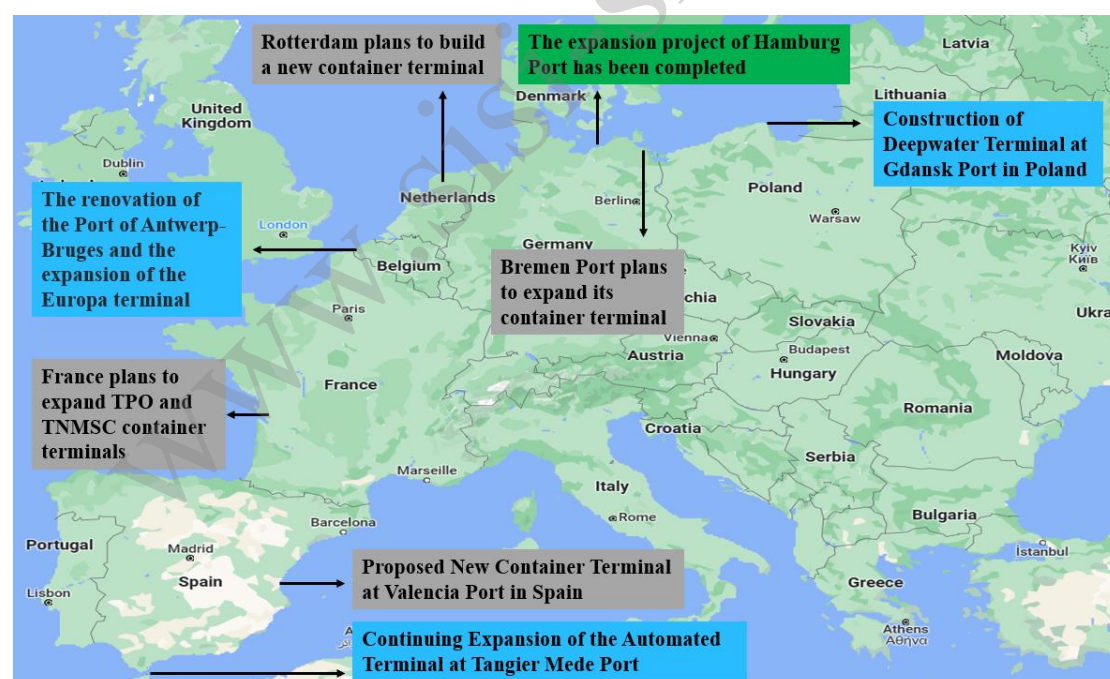 Rotterdam plans to build
a new container terminal
The expansion project of Hamburg
Port has been completed
Latvia
Denmark
Lithuania
United
Kingdom
Construction of
Deepwater Terminal at
Gdansk Port in Poland
Dublin
Netherlands
Berlin
Poland
Warsaw
The renovation of
the Port of Antwerp-
Bruges and the
expansion of the
Europa terminal
London
Germany
Belgium
Київ
Bremen Port plans
to expand its
container terminal
chia
Paris
Slovakia
Ukra
Vienna
Austria
Budapest
Hungary
Moldova
France plans to
expand TPO and
TNMSC container
terminals
France
Romania
Croatia
Serbia
Marseille
Italy
Rome
Bulgaria
Barcelona
Portugal
Madrid
Spain
İstanbul
Lisbon
Proposed New Container Terminal
at Valencia Port in Spain
Greece
Athens
Αθήνα
Continuing Expansion of the Automated
Terminal at Tangier Mede Port
www.sisi